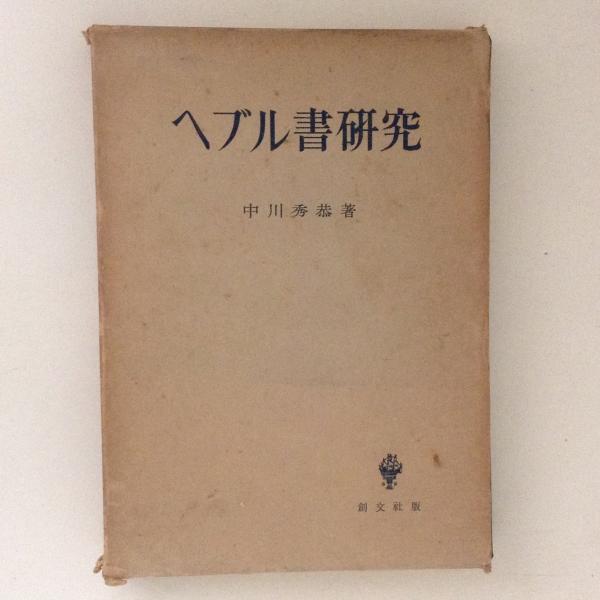 ヘブル書研究
中川秀恭著
創文社版